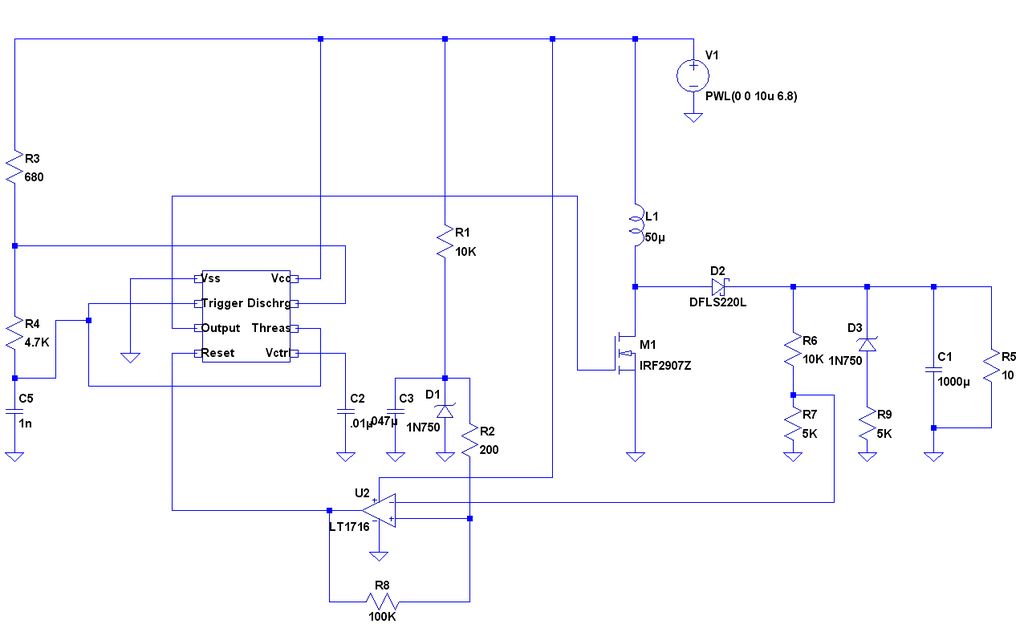 V1
PWL(0 0 10u 6.8)
R3
680
L1
50µ
R1
10K
D2
DFLS220L
Vss
Vcc
Trigger
Dischrg
Output
Threas
Reset
Vctrl
R4
4.7K
M1
IRF2907Z
R6
10K
D3
1N750
C1
1000µ
R5
10
C5
1n
C2
.01µ
C3
.047µ
D1
1N750
R2
200
R7
5K
R9
5K
U2
LT1716
R8
100K